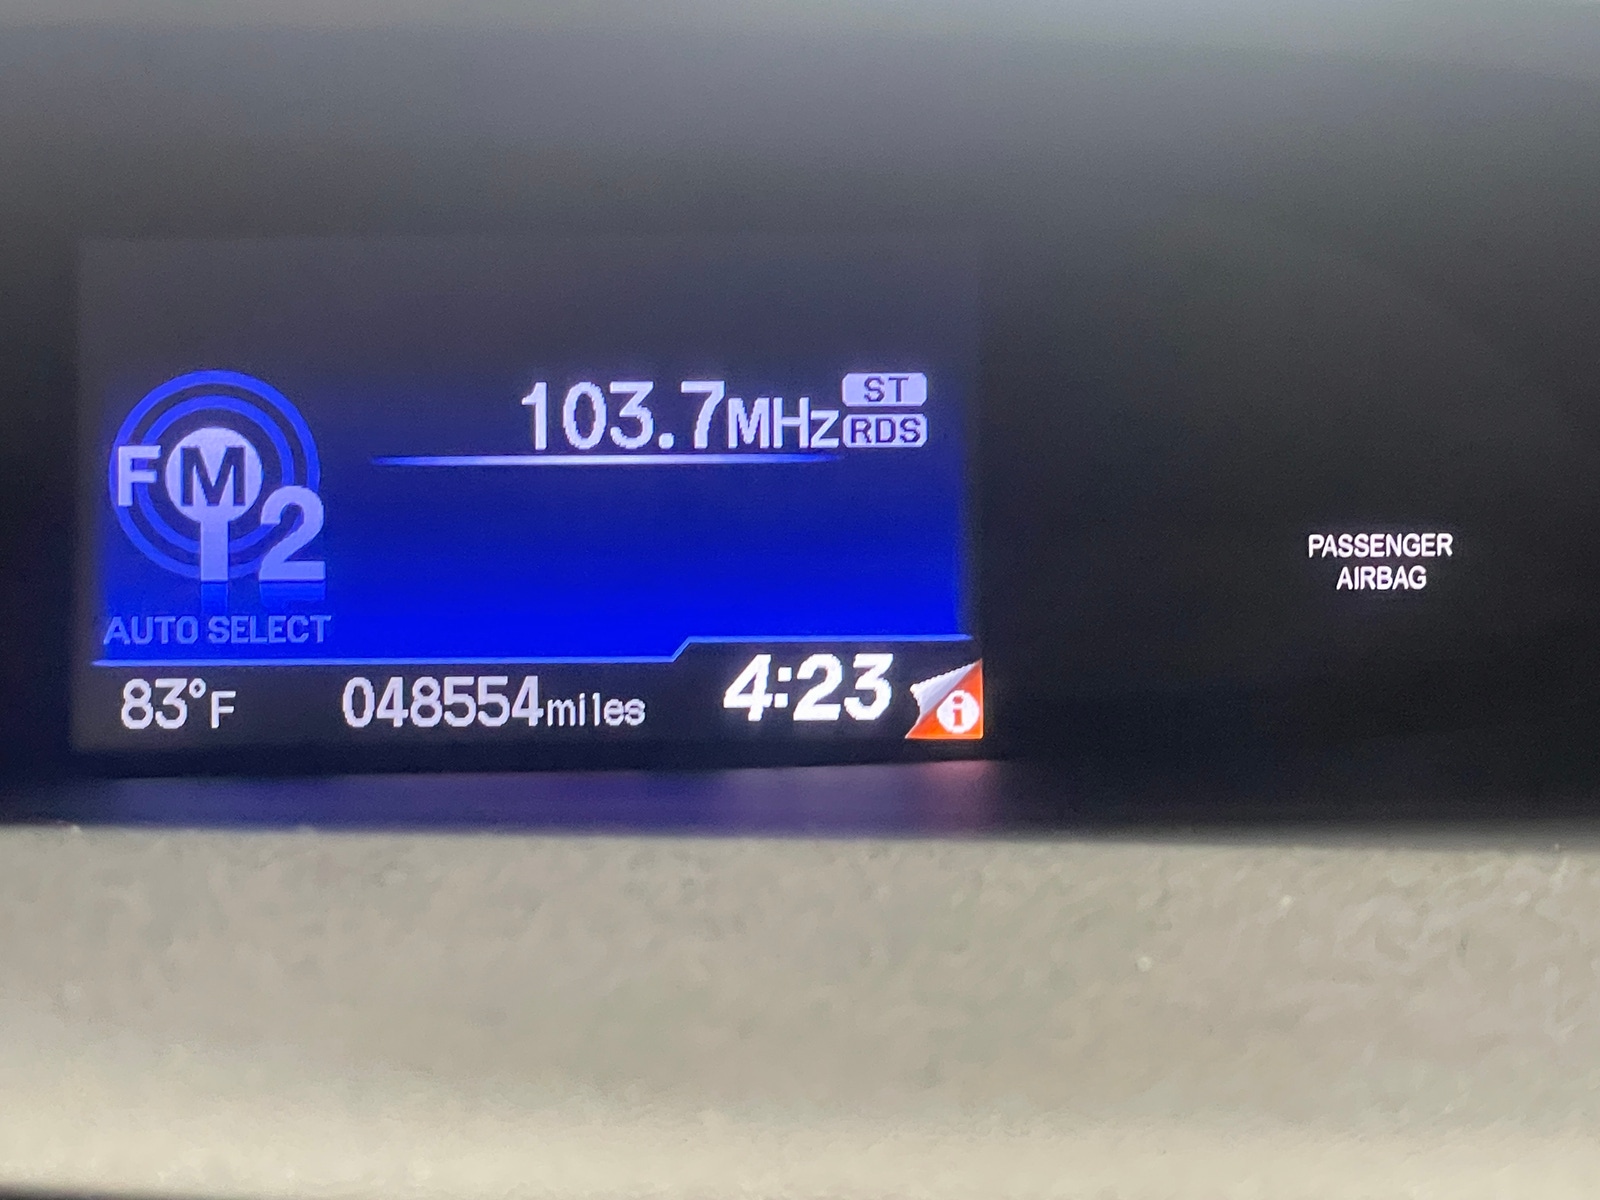 103.7MHz ST
RDS
FM
2
AUTO SELECT
83°F 048554miles 4:23 i
PASSENGER
AIRBAG